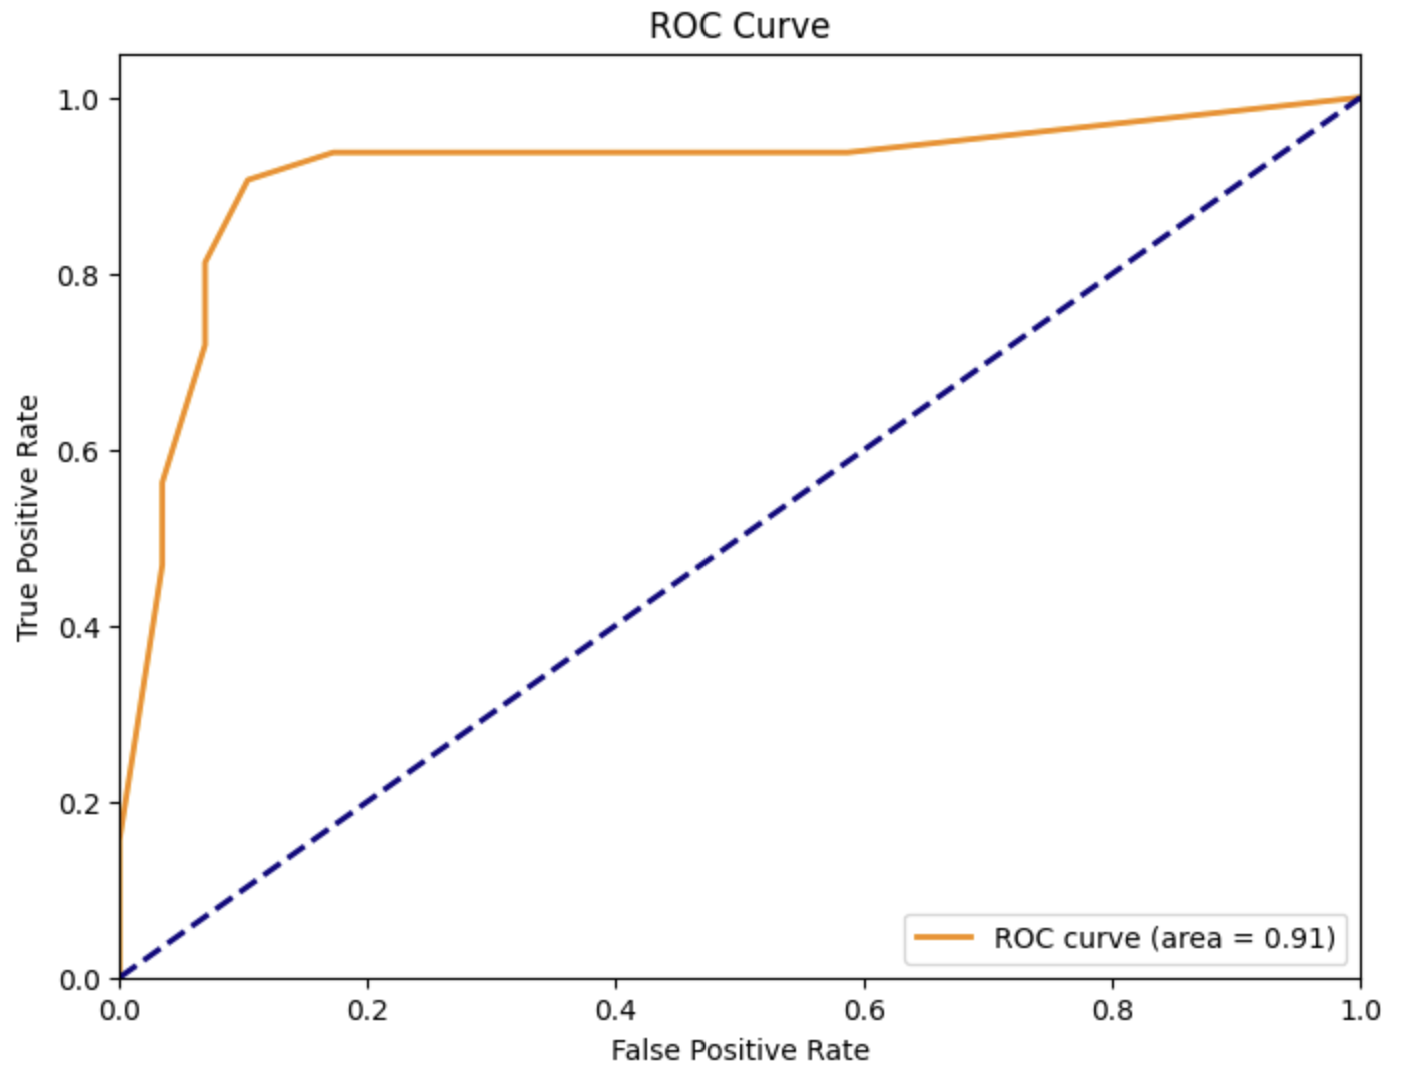 ROC Curve
True Positive Rate
1.0
0.8
0.6
0.4
0.2
0.0
0.0 0.2 0.4 0.6 0.8 1.0
False Positive Rate
ROC curve (area = 0.91)